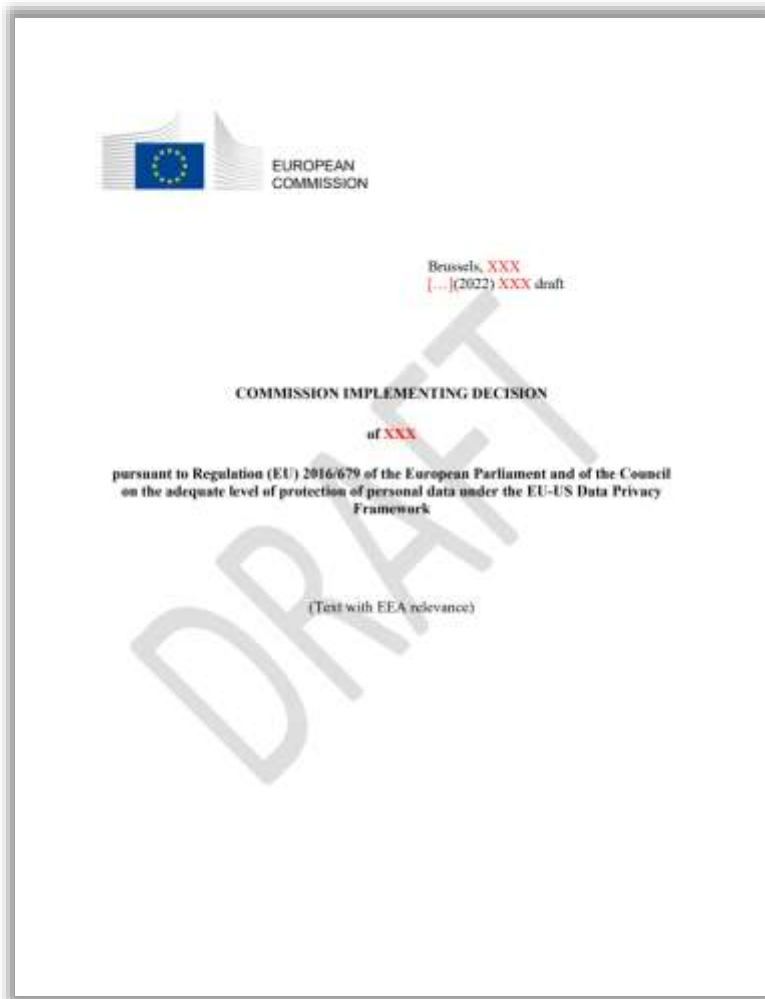 EUROPEAN
COMMISSION
Brussels, XXX
[…](2022) XXX draft
COMMISSION IMPLEMENTING DECISION
of XXX
pursuant to Regulation (EU) 2016/679 of the European Parliament and of the Council
on the adequate level of protection of personal data under the EU-US Data Privacy
Framework
(Text with EEA relevance)
DRAFT